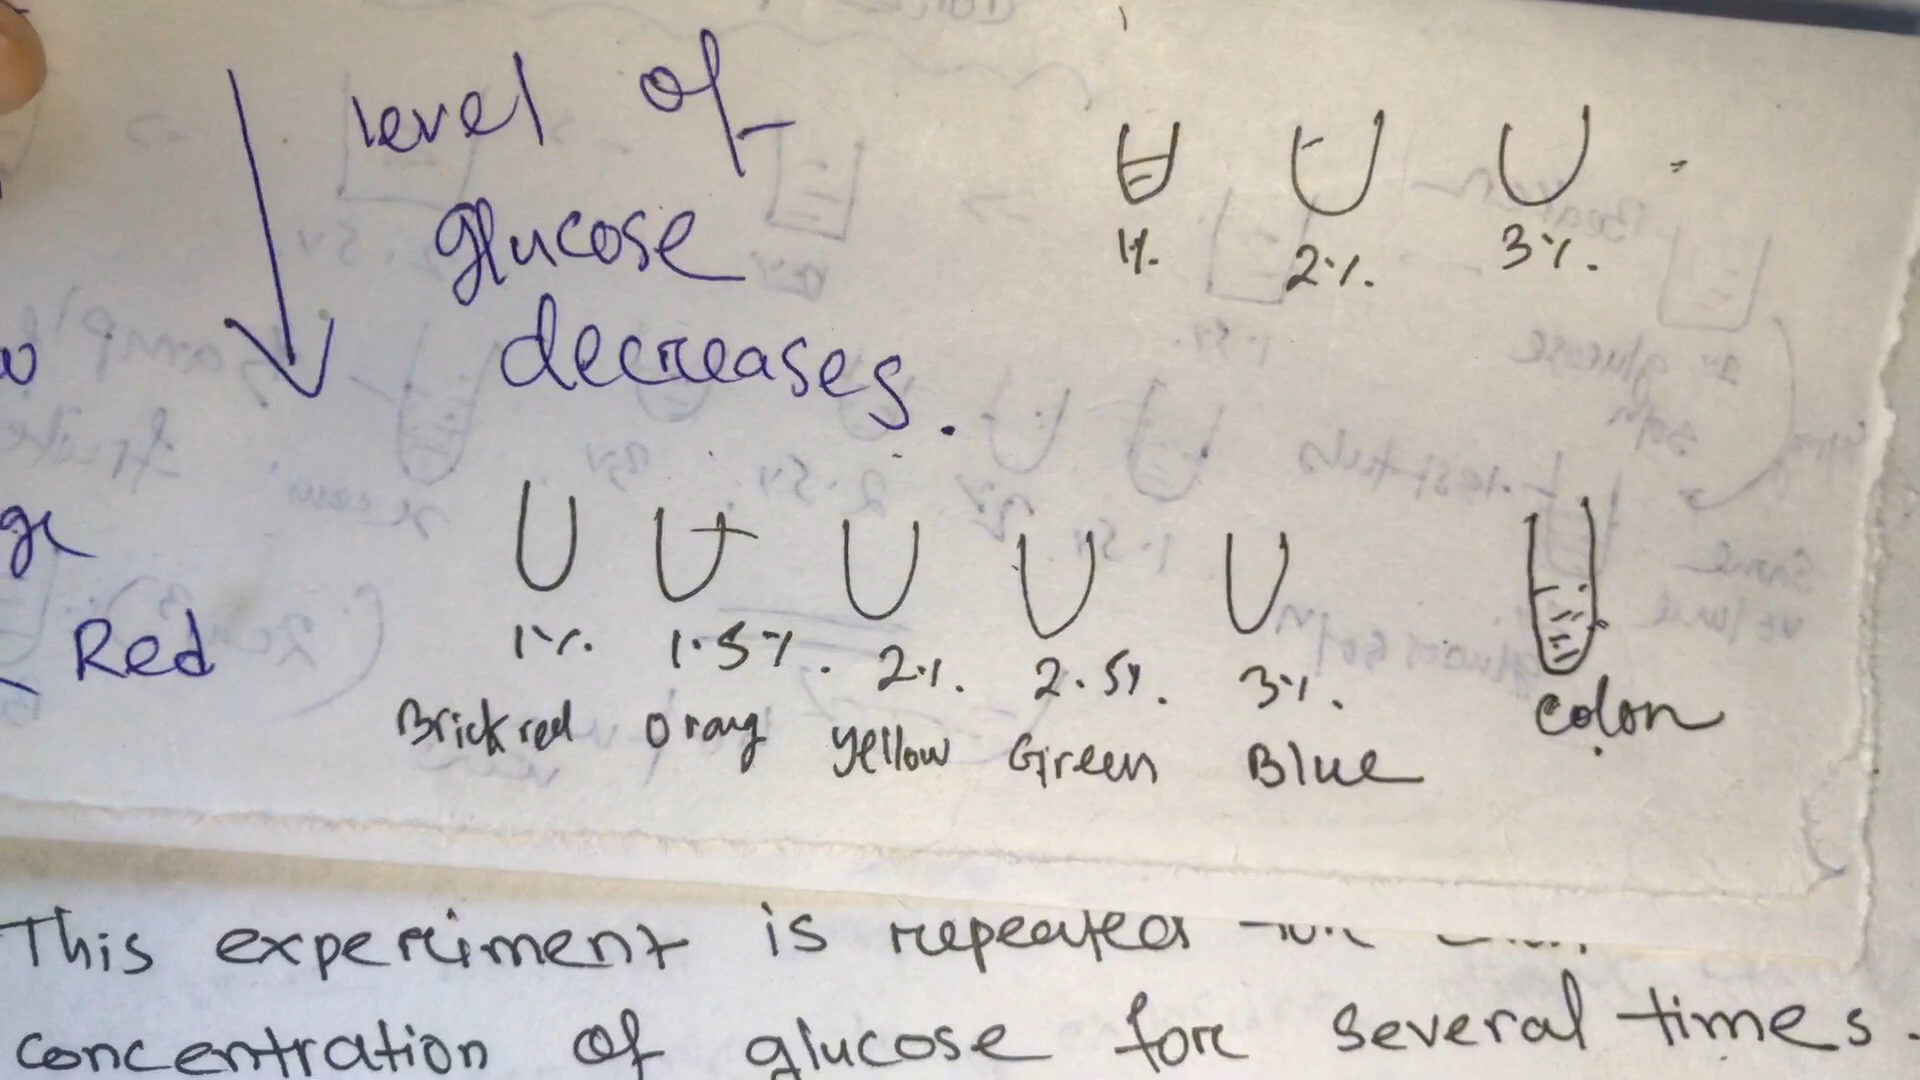 level of
glucose
decreases.
1% 2% 3%.
Red
1%. 1.5%. 2%. 2.5%. 3%.
Brick red Orang Yellow Green Blue
colon
This experiment is repeated
concentration of glucose for several times.